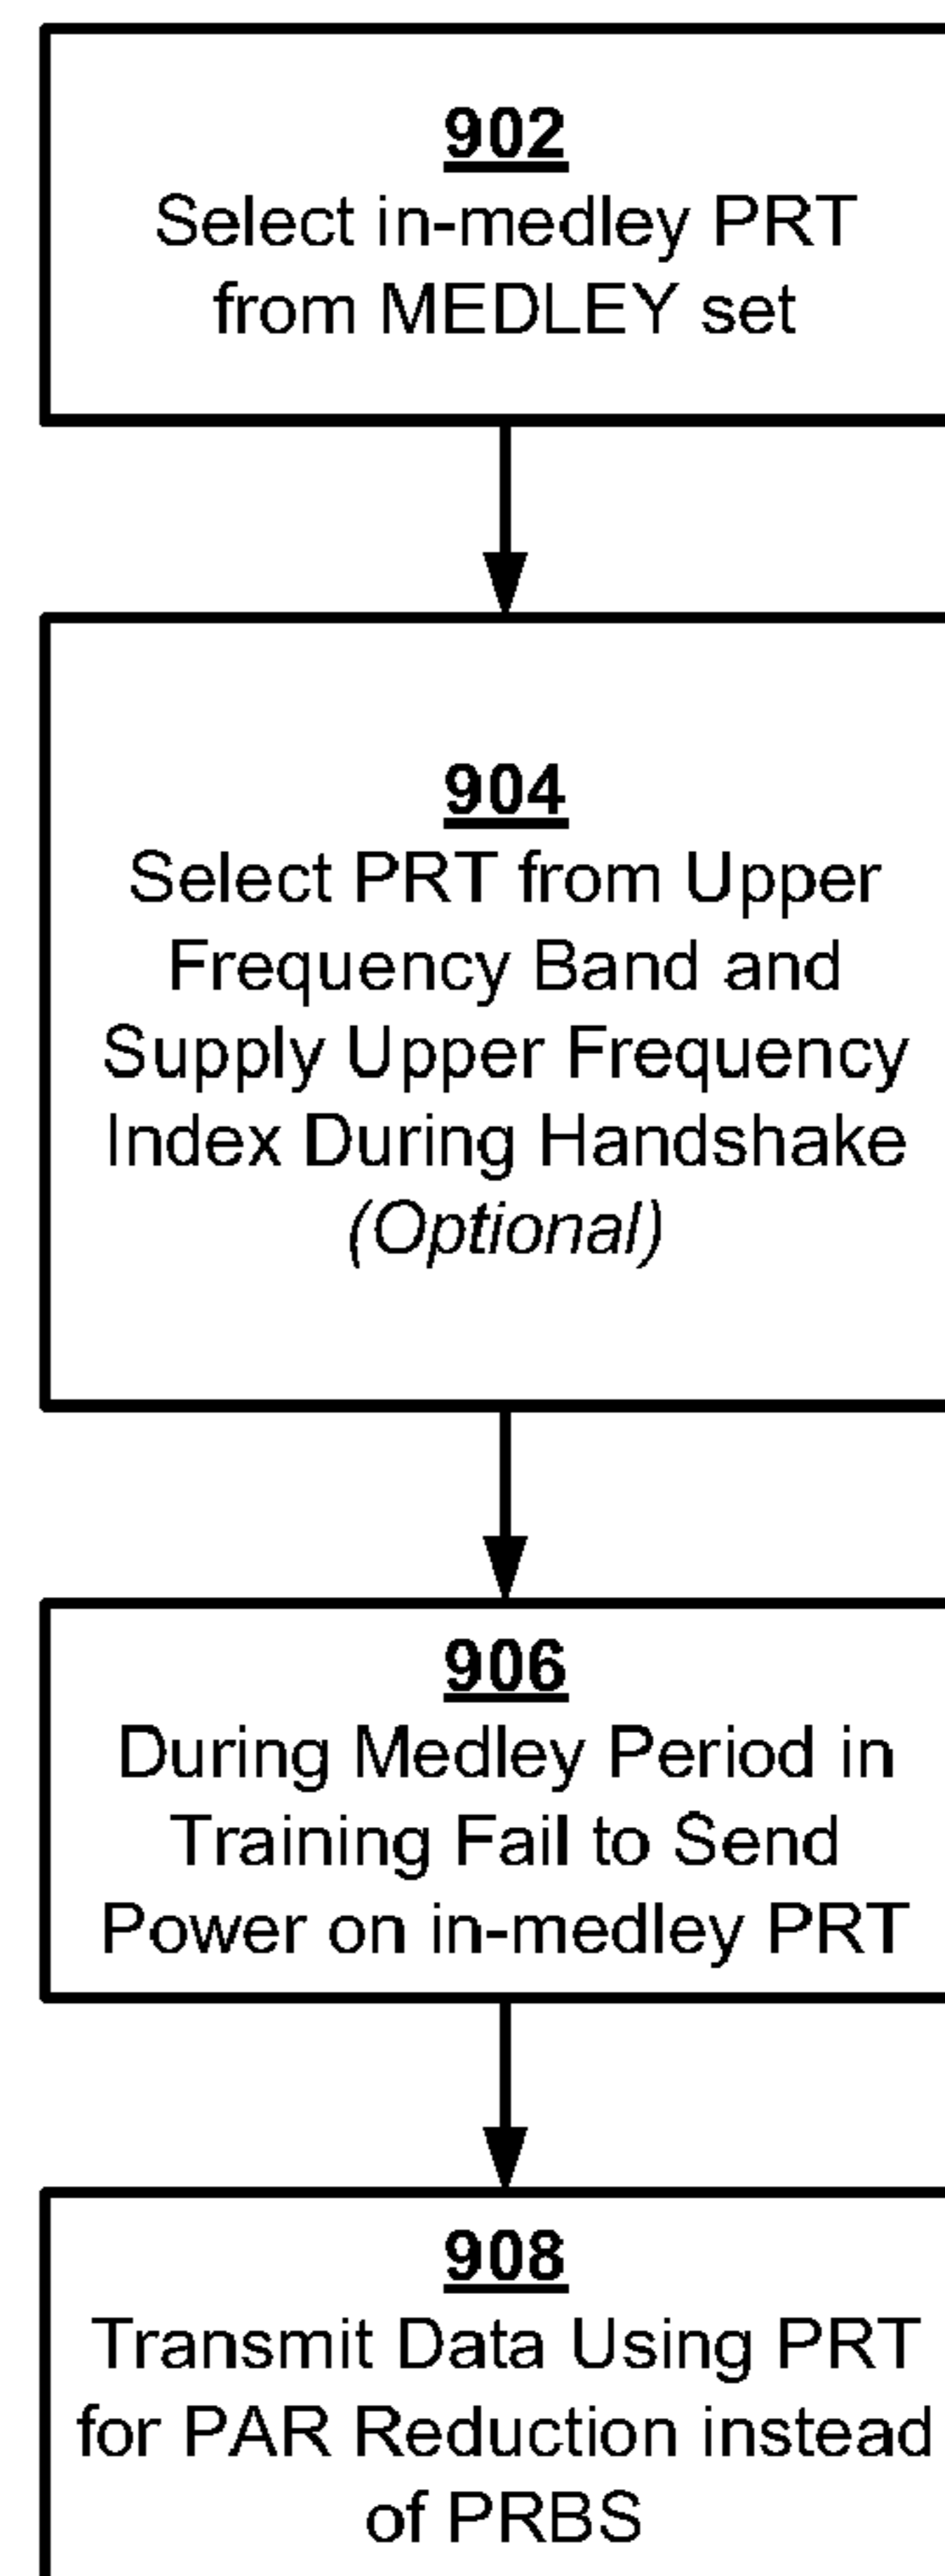 902
Select in-medley PRT
from MEDLEY set
904
Select PRT from Upper
Frequency Band and
Supply Upper Frequency
Index During Handshake
(Optional)
906
During Medley Period in
Training Fail to Send
Power on in-medley PRT
908
Transmit Data Using PRT
for PAR Reduction instead
of PRBS